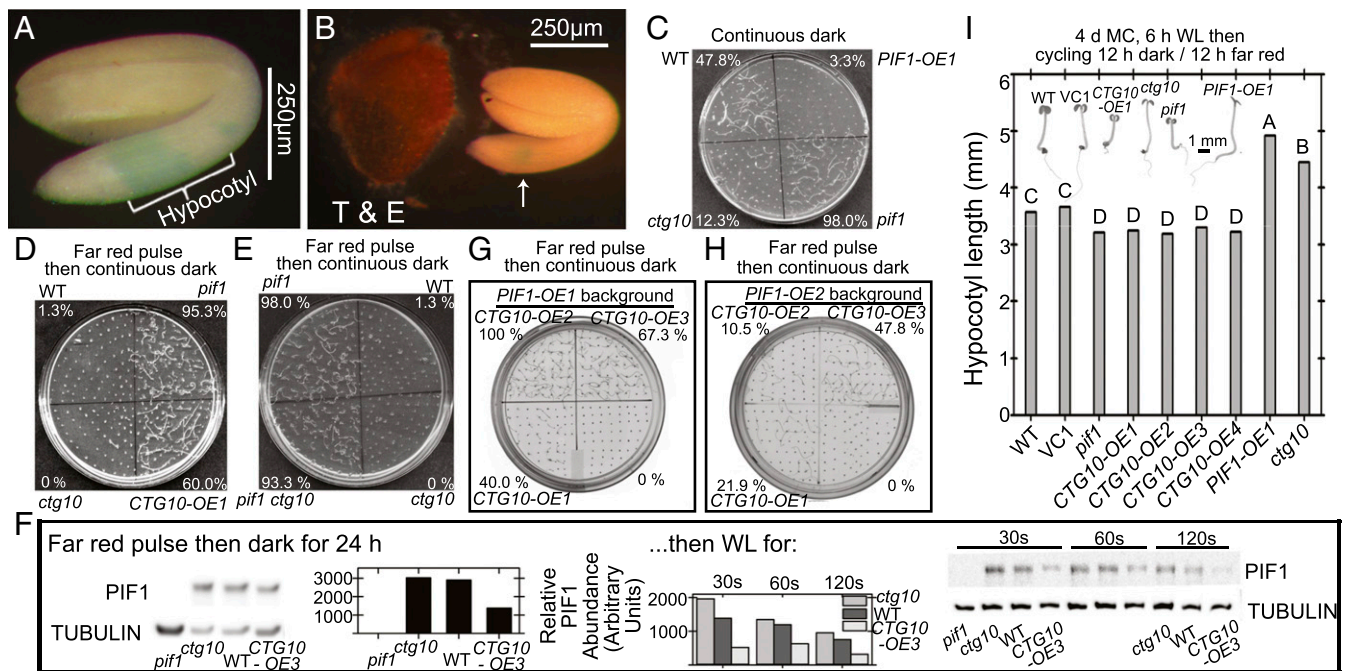 A
Hypocotyl
250μm
B
250μm
T & E
C
Continuous dark
WT
47.8%
3.3%
PIF1-OE1
ctg10
12.3%
98.0%
pif1
D
Far red pulse
then continuous dark
WT
pif1
1.3%
95.3%
0 %
60.0%
ctg10
CTG10-OE1
E
Far red pulse
then continuous dark
pif1
WT
98.0 %
1.3 %
93.3 %
0 %
pif1 ctg10
ctg10
G
Far red pulse
then continuous dark
PIF1-OE1 background
CTG10-OE2
CTG10-OE3
100 %
67.3 %
40.0 %
0 %
CTG10-OE1
H
Far red pulse
then continuous dark
PIF1-OE2 background
CTG10-OE2
CTG10-OE3
10.5 %
47.8 %
21.9 %
0 %
CTG10-OE1
I
4 d MC, 6 h WL then
cycling 12 h dark / 12 h far red
Hypocotyl length (mm)
6
5
4
3
2
1
0
WT
VC1
CTG10
-OE1
ctg10
pif1
PIF1-OE1
1 mm
C
C
D
D
D
D
D
A
B
WT
VC1
pif1
CTG10-OE1
CTG10-OE2
CTG10-OE3
CTG10-OE4
PIF1-OE1
ctg10
F
Far red pulse then dark for 24 h
PIF1
TUBULIN
pif1
ctg10
WT
CTG10
- OE3
3000
2000
1000
pif1
ctg10
WT
CTG10
- OE3
Relative
PIF1
Abundance
(Arbitrary
Units)
...then WL for:
30s
60s
120s
2000
1000
ctg10
WT
CTG10
-OE3
30s
60s
120s
PIF1
TUBULIN
pif1
ctg10
WT
CTG10
-OE3
ctg10
WT
CTG10
-OE3